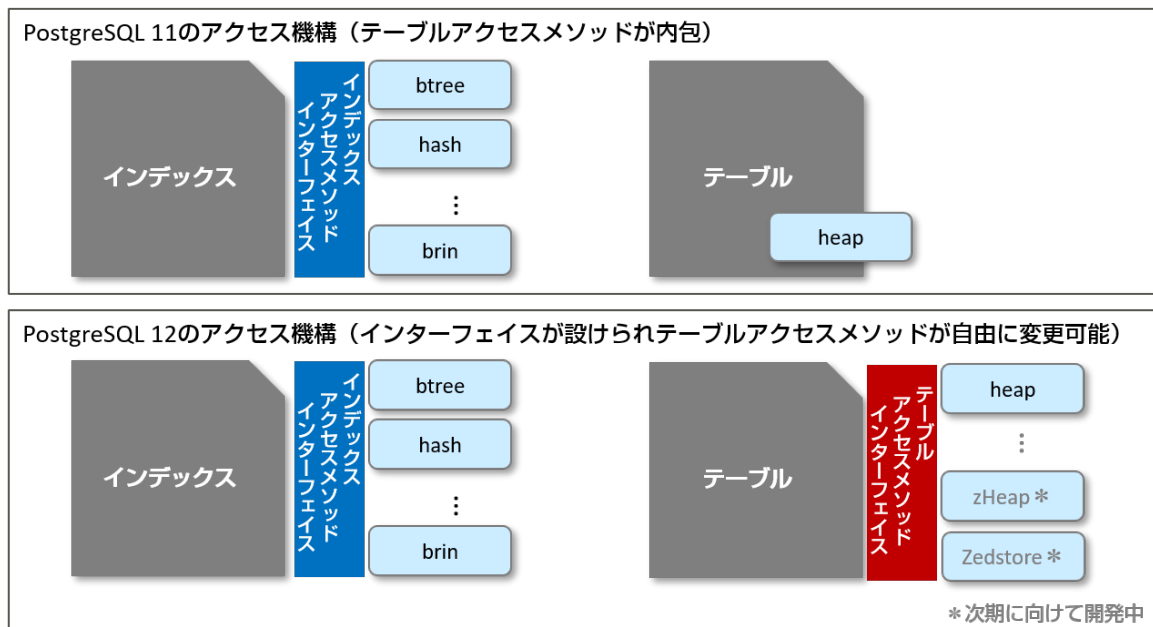 PostgreSQL 11のアクセス機構（テーブルアクセスメソッドが内包）
インデックス
インデックス
アクセスメソッド
インターフェイス
btree
hash
⋮
brin
テーブル
heap
PostgreSQL 12のアクセス機構（インターフェイスが設けられテーブルアクセスメソッドが自由に変更可能）
インデックス
インデックス
アクセスメソッド
インターフェイス
btree
hash
⋮
brin
テーブル
テーブル
アクセスメソッド
インターフェイス
heap
⋮
zHeap＊
Zedstore＊
＊次期に向けて開発中